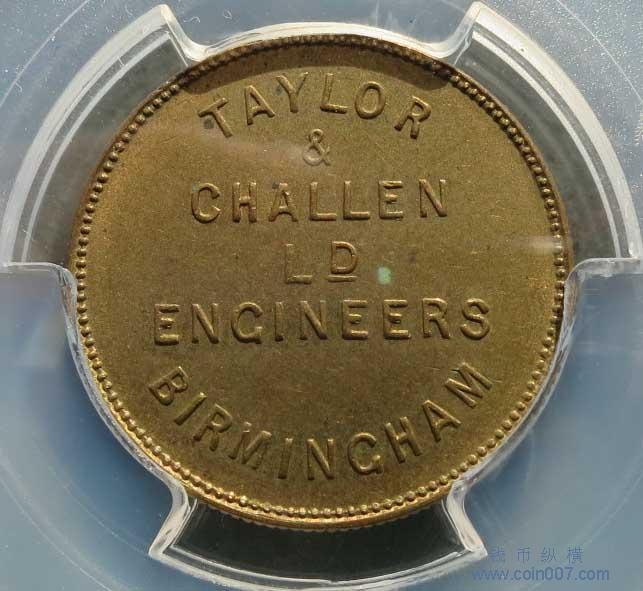 TAYLOR
&
CHALLEN
LD
ENGINEERS
BIRMINGHAM
钱币纵横
www.coin007.com